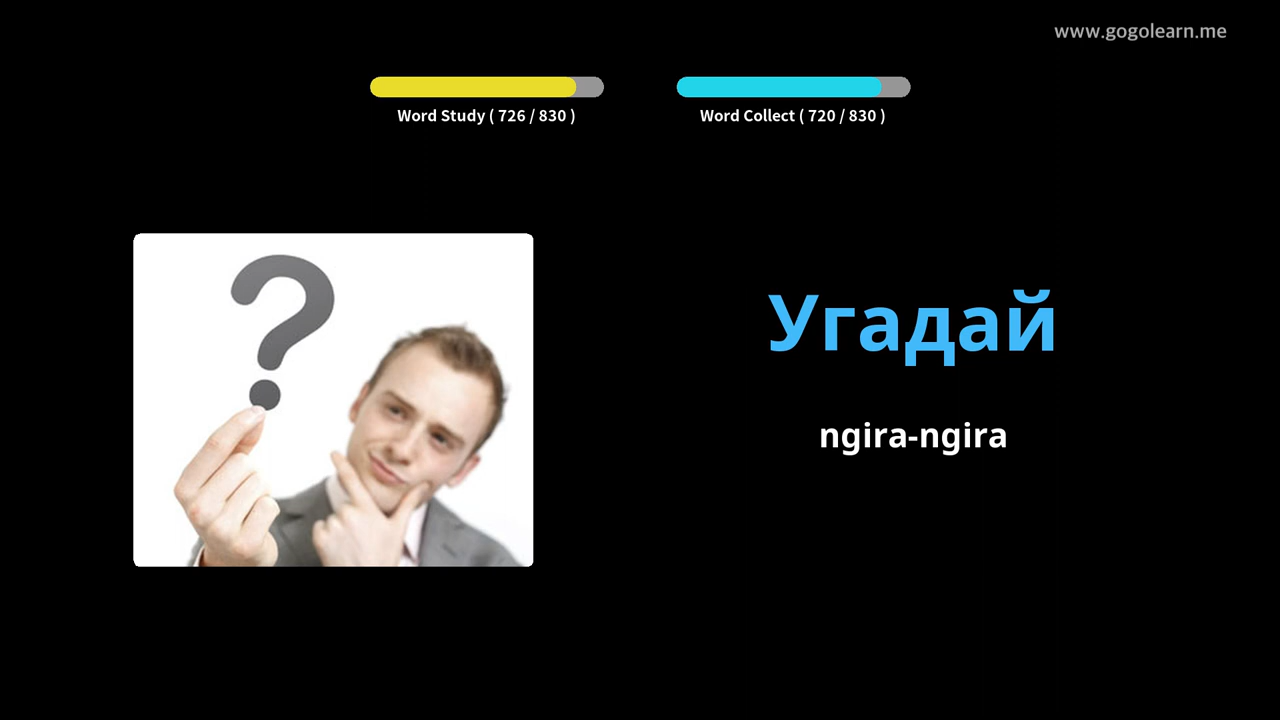 www.gogolearn.me
Word Study ( 726 / 830 )
Word Collect ( 720 / 830 )
?
Угадай
ngira-ngira